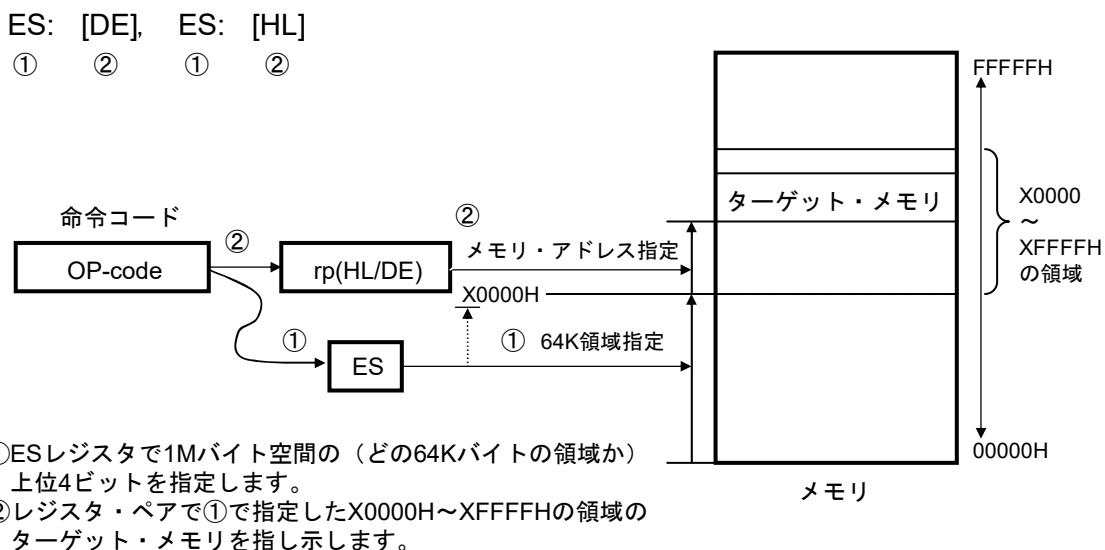 ES: [DE], ES: [HL]
① ② ① ②
FFFFFH
ターゲット・メモリ
X0000
～
XFFFFH
の領域
命令コード
OP-code
②
rp(HL/DE)
②
メモリ・アドレス指定
X0000H
①
ES
① 64K領域指定
00000H
メモリ
①ESレジスタで1Mバイト空間の（どの64Kバイトの領域か）
上位4ビットを指定します。
②レジスタ・ペアで①で指定したX0000H～XFFFFHの領域の
ターゲット・メモリを指し示します。